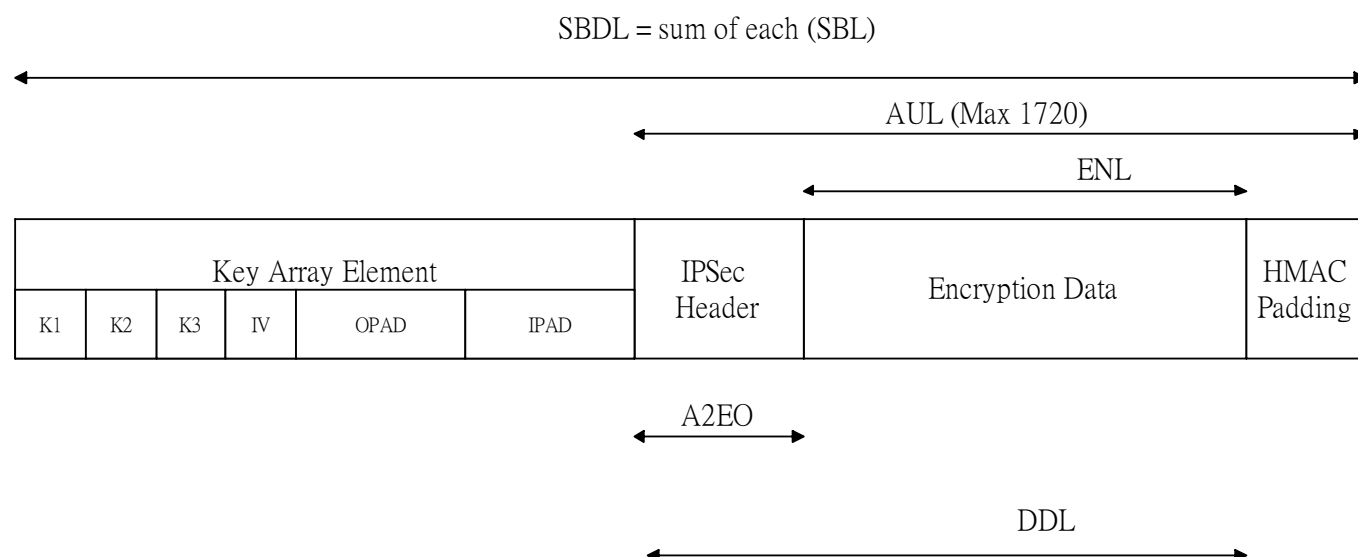 SBDL = sum of each (SBL)
AUL (Max 1720)
ENL
Key Array Element
IPSec
Header
Encryption Data
HMAC
Padding
K1
K2
K3
IV
OPAD
IPAD
A2EO
DDL